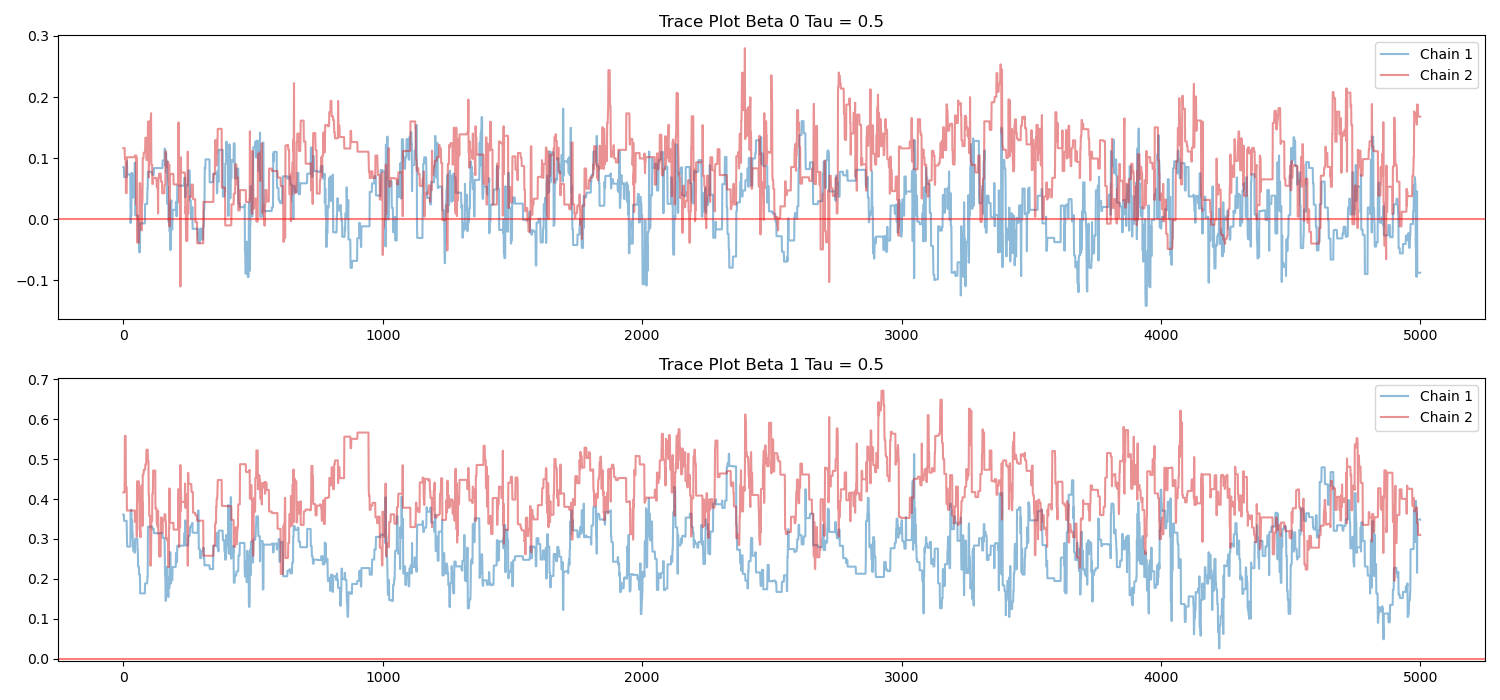 Trace Plot Beta 0 Tau = 0.5
0.3
0.2
0.1
0.0
−0.1
Chain 1
Chain 2
0 1000 2000 3000 4000 5000
Trace Plot Beta 1 Tau = 0.5
0.7
0.6
0.5
0.4
0.3
0.2
0.1
0.0
Chain 1
Chain 2
0 1000 2000 3000 4000 5000